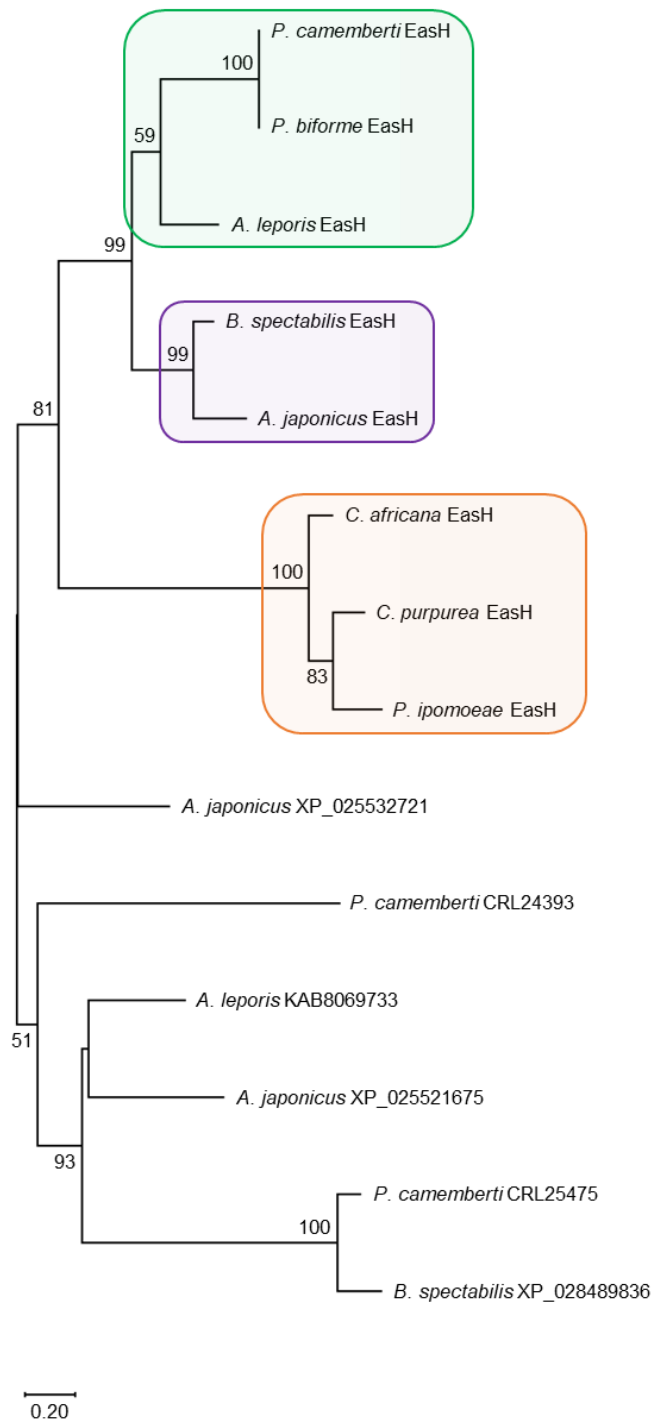 P. camemberti EasH
100
P. biforme EasH
59
A. leporis EasH
99
B. spectabilis EasH
99
A. japonicus EasH
81
C. africana EasH
100
C. purpurea EasH
83
P. ipomoeae EasH
A. japonicus XP_025532721
P. camemberti CRL24393
A. leporis KAB8069733
51
A. japonicus XP_025521675
93
P. camemberti CRL25475
100
B. spectabilis XP_028489836
0.20